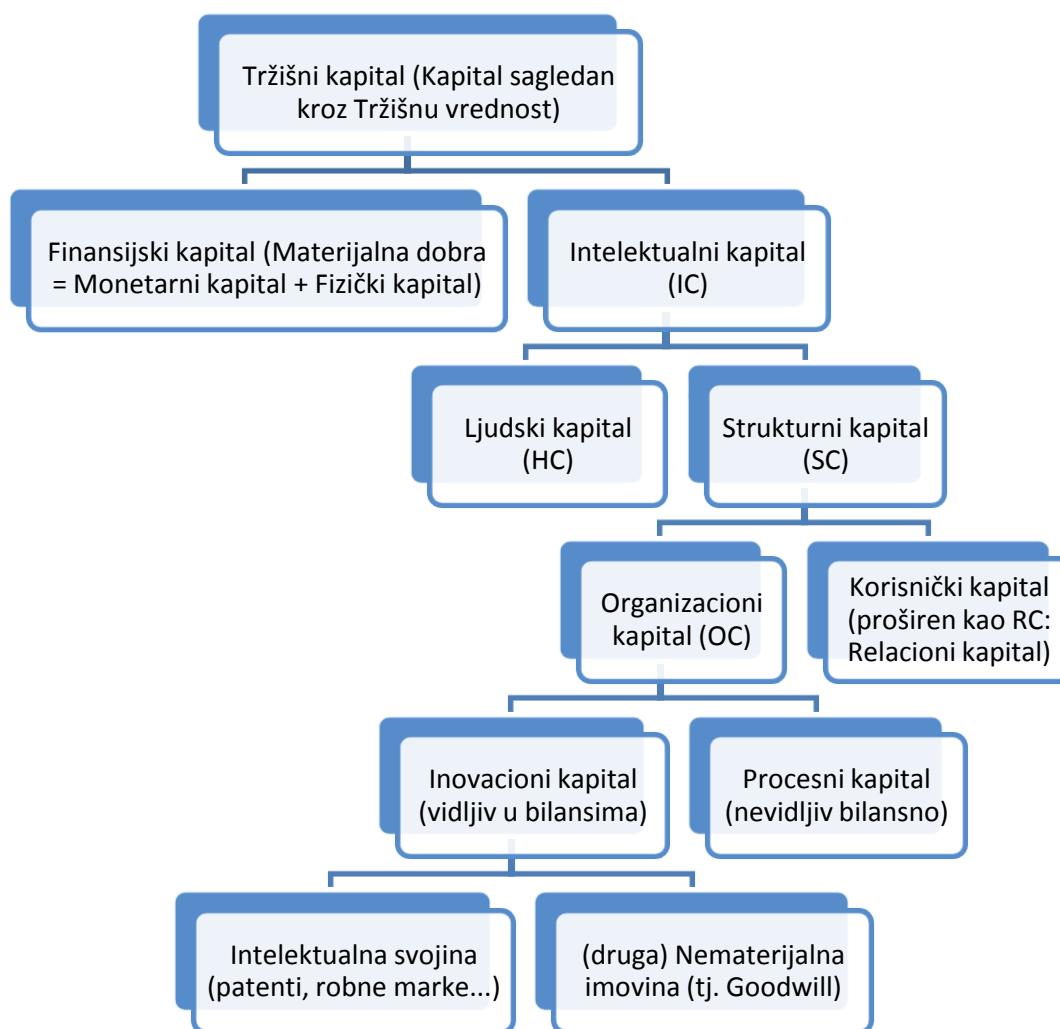 Tržišni kapital (Kapital sagledan
kroz Tržišnu vrednost)
Finansijski kapital (Materijalna dobra
= Monetarni kapital + Fizički kapital)
Intelektualni kapital
(IC)
Ljudski kapital
(HC)
Strukturni kapital
(SC)
Organizacioni
kapital (OC)
Korisnički kapital
(proširen kao RC:
Relacioni kapital)
Inovacioni kapital
(vidljiv u bilansima)
Procesni kapital
(nevidljiv bilansno)
Intelektualna svojina
(patenti, robne marke...)
(druga) Nematerijalna
imovina (tj. Goodwill)